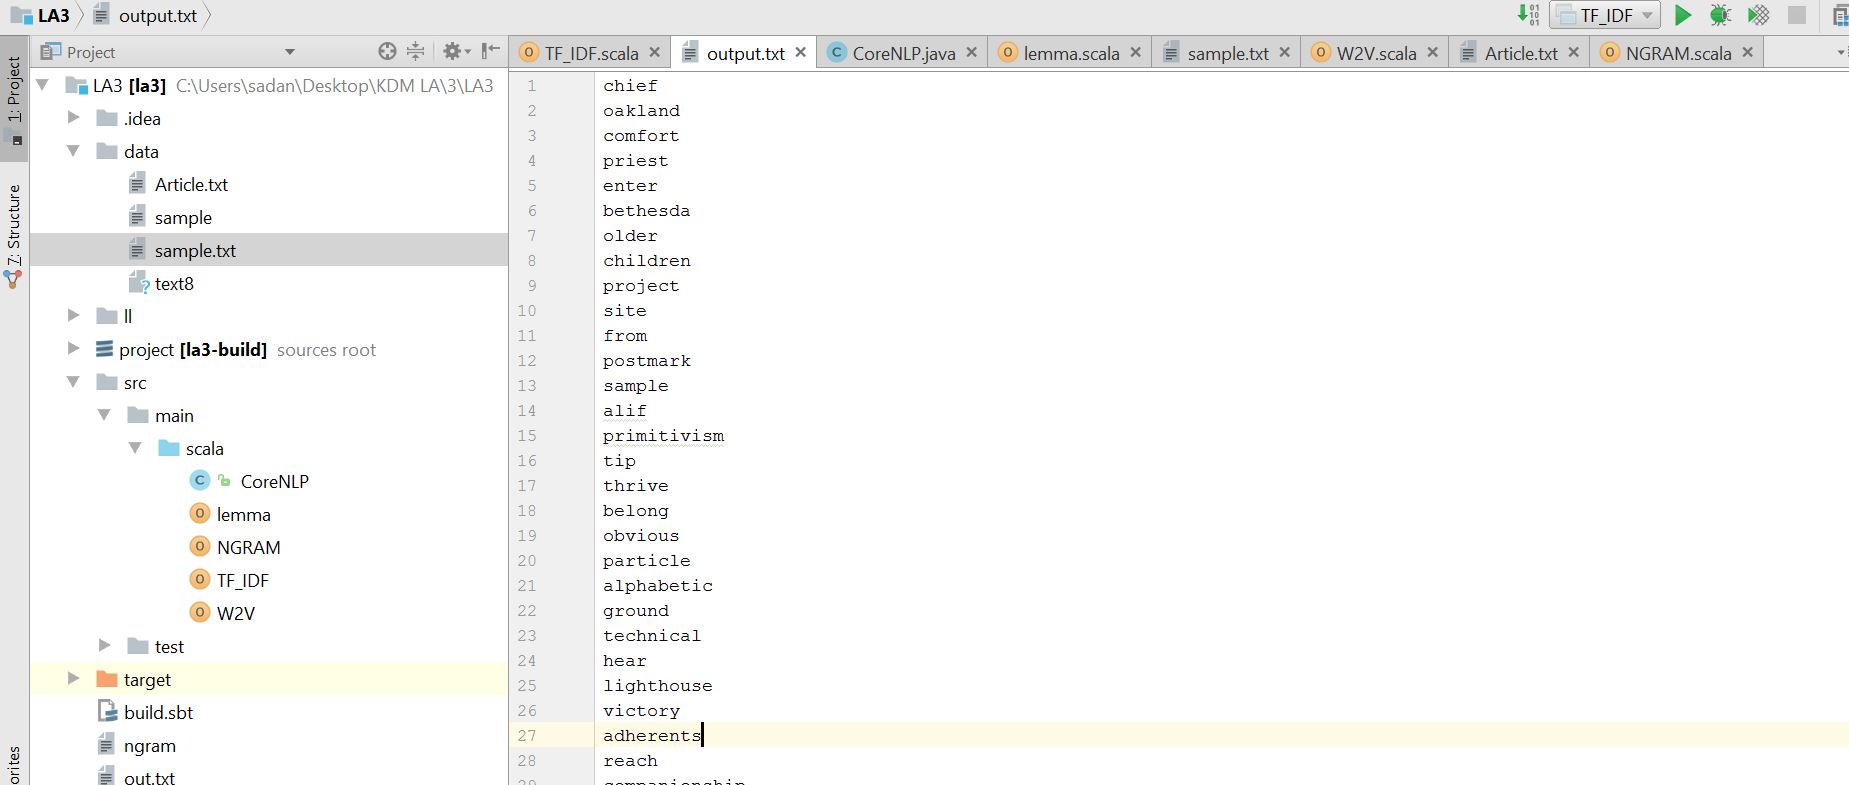 LA3 output.txt TF_IDF
1: Project
7: Structure
orites
Project
LA3 [la3] C:\Users\sadan\Desktop\KDM LA\3\LA3
.idea
data
Article.txt
sample
sample.txt
text8
ll
project [la3-build] sources root
src
main
scala
CoreNLP
lemma
NGRAM
TF_IDF
W2V
test
target
build.sbt
ngram
out.txt
TF_IDF.scala output.txt CoreNLP.java lemma.scala sample.txt W2V.scala Article.txt NGRAM.scala
1 chief
2 oakland
3 comfort
4 priest
5 enter
6 bethesda
7 older
8 children
9 project
10 site
11 from
12 postmark
13 sample
14 alif
15 primitivism
16 tip
17 thrive
18 belong
19 obvious
20 particle
21 alphabetic
22 ground
23 technical
24 hear
25 lighthouse
26 victory
27 adherents
28 reach
29 companionship